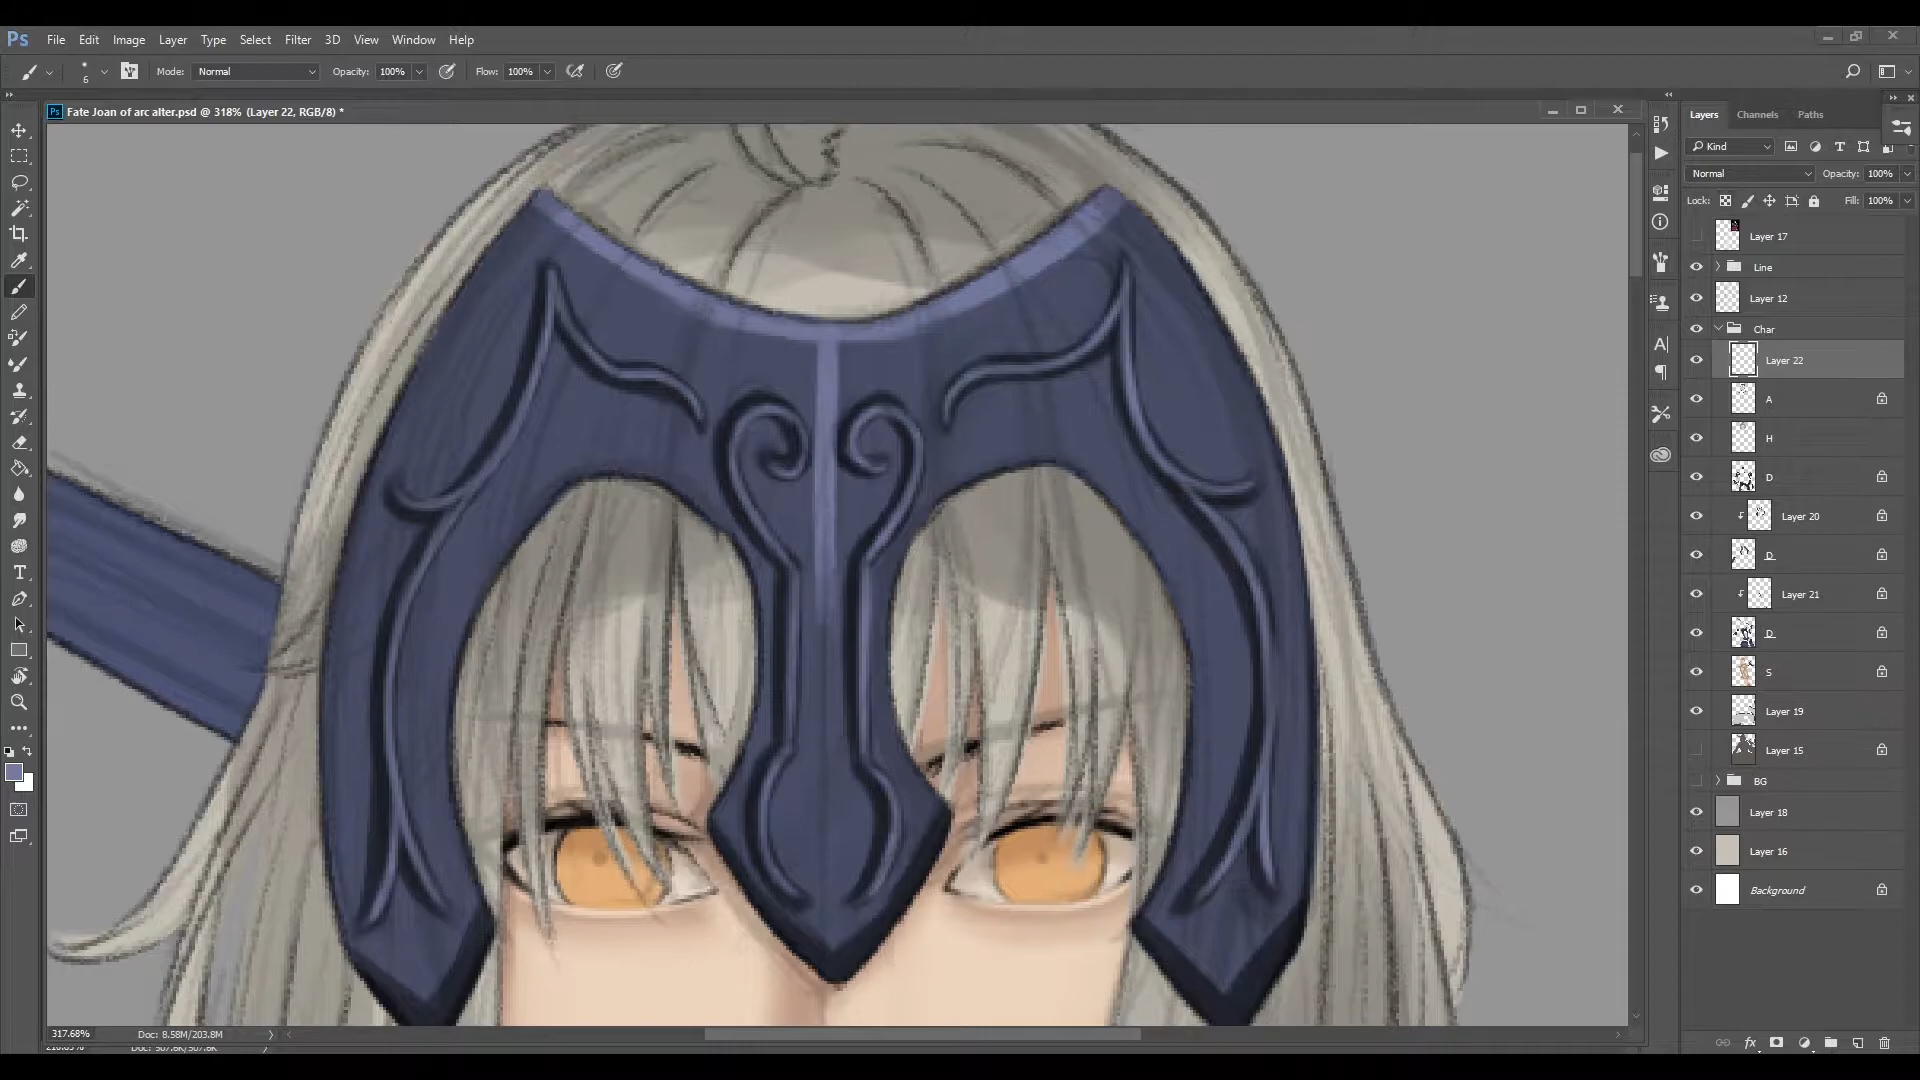 Ps File Edit Image Layer Type Select Filter 3D View Window Help
6 Mode: Normal Opacity: 100% Flow: 100%
Ps Fate Joan of arc alter.psd @ 318% (Layer 22, RGB/8) *
Layers Channels Paths
Kind
Normal Opacity: 100%
Lock: Fill: 100%
Layer 17
Line
Layer 12
Char
Layer 22
A
H
D
Layer 20
D
Layer 21
D
S
Layer 19
Layer 15
BG
Layer 18
Layer 16
Background
317.68% Doc: 8.58M/203.8M
fx